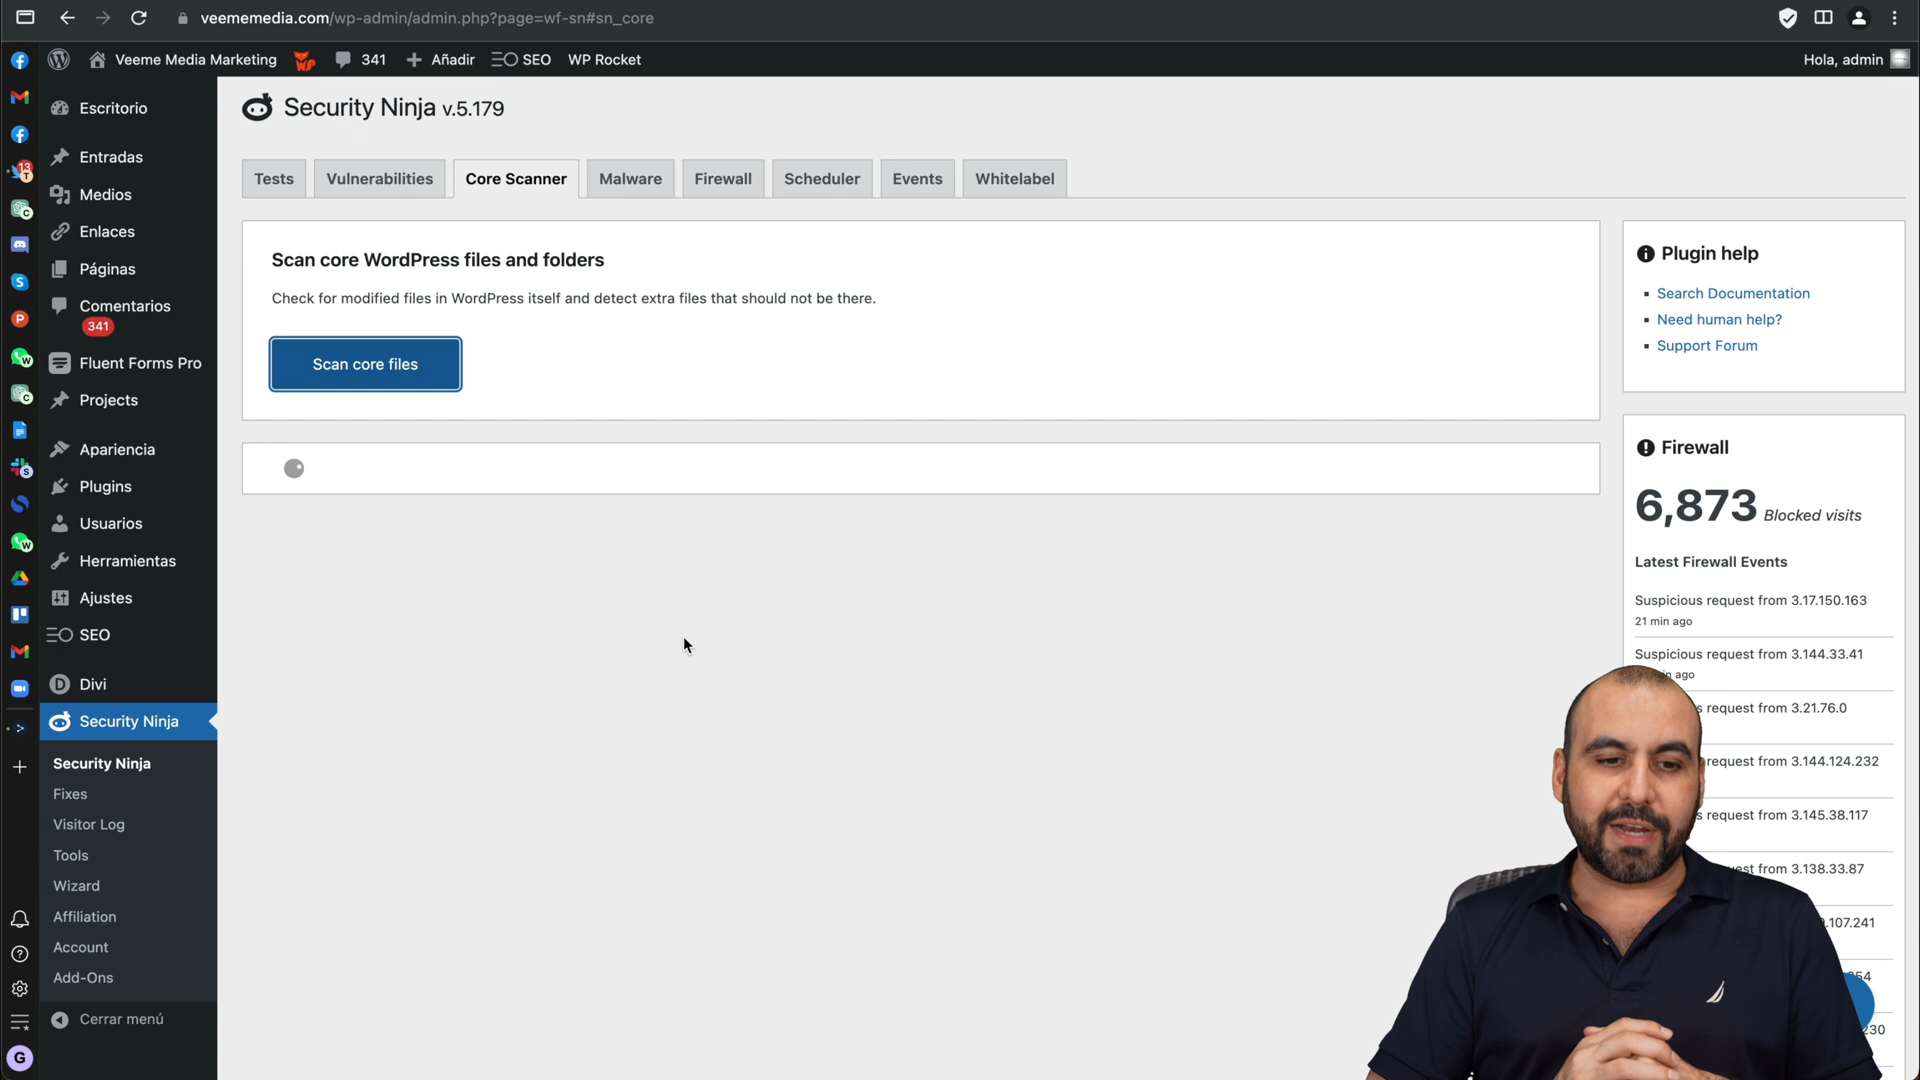 veememedia.com/wp-admin/admin.php?page=wf-sn#sn_core
Veeme Media Marketing
341
Añadir
SEO
WP Rocket
Hola, admin
13
Escritorio
Entradas
Medios
Enlaces
Páginas
Comentarios
341
Fluent Forms Pro
Projects
Apariencia
Plugins
Usuarios
Herramientas
Ajustes
SEO
Divi
Security Ninja
Security Ninja
Fixes
Visitor Log
Tools
Wizard
Affiliation
Account
Add-Ons
Cerrar menú
G
Security Ninja v.5.179
Tests
Vulnerabilities
Core Scanner
Malware
Firewall
Scheduler
Events
Whitelabel
Scan core WordPress files and folders
Check for modified files in WordPress itself and detect extra files that should not be there.
Scan core files
Plugin help
Search Documentation
Need human help?
Support Forum
Firewall
6,873 Blocked visits
Latest Firewall Events
Suspicious request from 3.17.150.163
21 min ago
Suspicious request from 3.144.33.41
ago
request from 3.21.76.0
request from 3.144.124.232
request from 3.145.38.117
from 3.138.33.87
.107.241
230